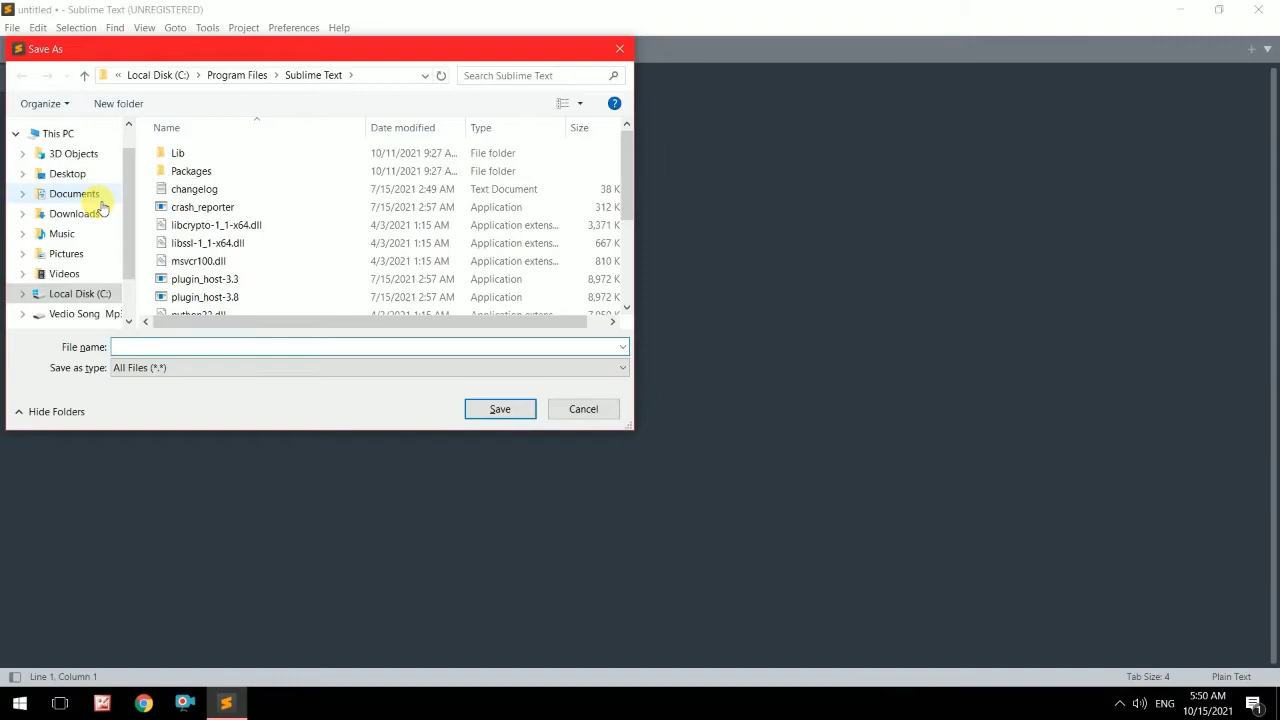 untitled • - Sublime Text (UNREGISTERED)
File Edit Selection Find View Goto Tools Project Preferences Help
Save As
« Local Disk (C:) › Program Files › Sublime Text ›
Search Sublime Text
Organize
New folder
Name Date modified Type Size
This PC
3D Objects
Desktop
Documents
Downloads
Music
Pictures
Videos
Local Disk (C:)
Vedio Song Mp
Lib 10/11/2021 9:27 A... File folder
Packages 10/11/2021 9:27 A... File folder
changelog 7/15/2021 2:49 AM Text Document 38 K
crash_reporter 7/15/2021 2:57 AM Application 312 K
libcrypto-1_1-x64.dll 4/3/2021 1:15 AM Application extens... 3,371 K
libssl-1_1-x64.dll 4/3/2021 1:15 AM Application extens... 667 K
msvcr100.dll 4/3/2021 1:15 AM Application extens... 810 K
plugin_host-3.3 7/15/2021 2:57 AM Application 8,972 K
plugin_host-3.8 7/15/2021 2:57 AM Application 8,972 K
File name:
Save as type: All Files (*.*)
Hide Folders
Save
Cancel
Line 1, Column 1
Tab Size: 4
Plain Text
ENG
5:50 AM
10/15/2021
1